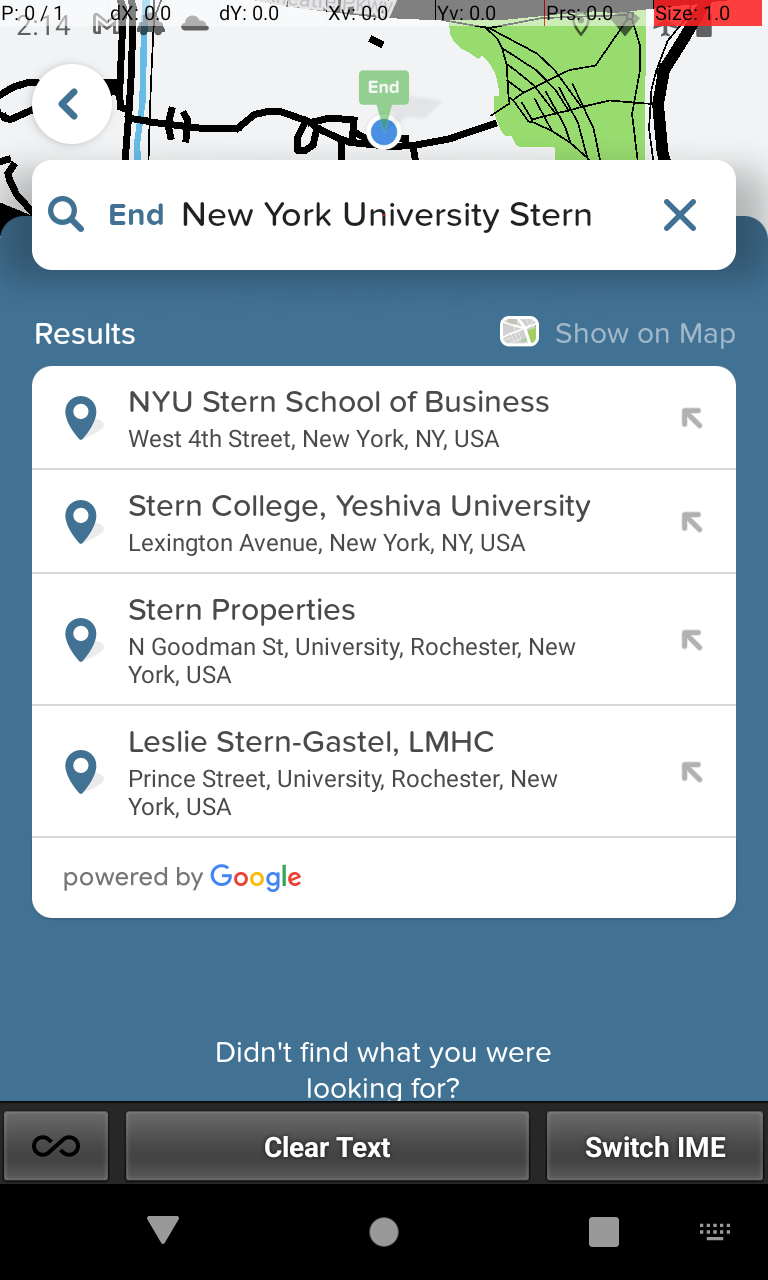 P: 0 / 1
dX: 0.0
dY: 0.0
Xv: 0.0
Yv: 0.0
Prs: 0.0
Size: 1.0
2:14
End
End New York University Stern
Results
Show on Map
NYU Stern School of Business
West 4th Street, New York, NY, USA
Stern College, Yeshiva University
Lexington Avenue, New York, NY, USA
Stern Properties
N Goodman St, University, Rochester, New
York, USA
Leslie Stern-Gastel, LMHC
Prince Street, University, Rochester, New
York, USA
powered by Google
Didn't find what you were
looking for?
Clear Text
Switch IME